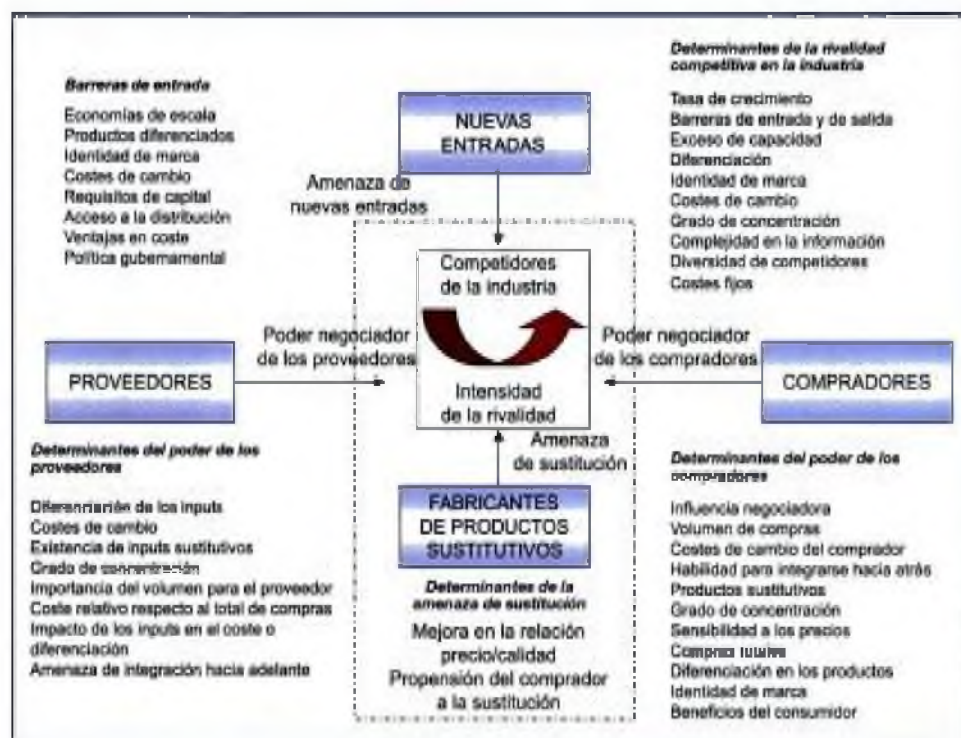 Barreras de entrada
Economías de escala
Productos diferenciados
Identidad de marca
Costes de cambio
Requisitos de capital
Acceso a la distribución
Ventajas en coste
Política gubernamental
NUEVAS
ENTRADAS
Amenaza de
nuevas entradas
Determinantes de la rivalidad
competitiva en la industria
Tasa de crecimiento
Barreras de entrada y de salida
Exceso de capacidad
Diferenciación
Identidad de marca
Costes de cambio
Grado de concentración
Complejidad en la información
Diversidad de competidores
Costes fijos
Competidores
de la industria
Intensidad
de la rivalidad
Poder negociador
de los proveedores
PROVEEDORES
Poder negociador
de los compradores
COMPRADORES
Determinantes del poder de los
proveedores
Diferenciación de los inputs
Costes de cambio
Existencia de inputs sustitutivos
Grado de concentración
Importancia del volumen para el proveedor
Coste relativo respecto al total de compras
Impacto de los inputs en el coste o
diferenciación
Amenaza de integración hacia adelante
Amenaza
de sustitución
FABRICANTES
DE PRODUCTOS
SUSTITUTIVOS
Determinantes de la
amenaza de sustitución
Mejora en la relación
precio/calidad
Propensión del comprador
a la sustitución
Determinantes del poder de los
compradores
Influencia negociadora
Volumen de compras
Costes de cambio del comprador
Habilidad para integrarse hacia atrás
Productos sustitutivos
Grado de concentración
Sensibilidad a los precios
Compras
Diferenciación en los productos
Identidad de marca
Beneficios del consumidor